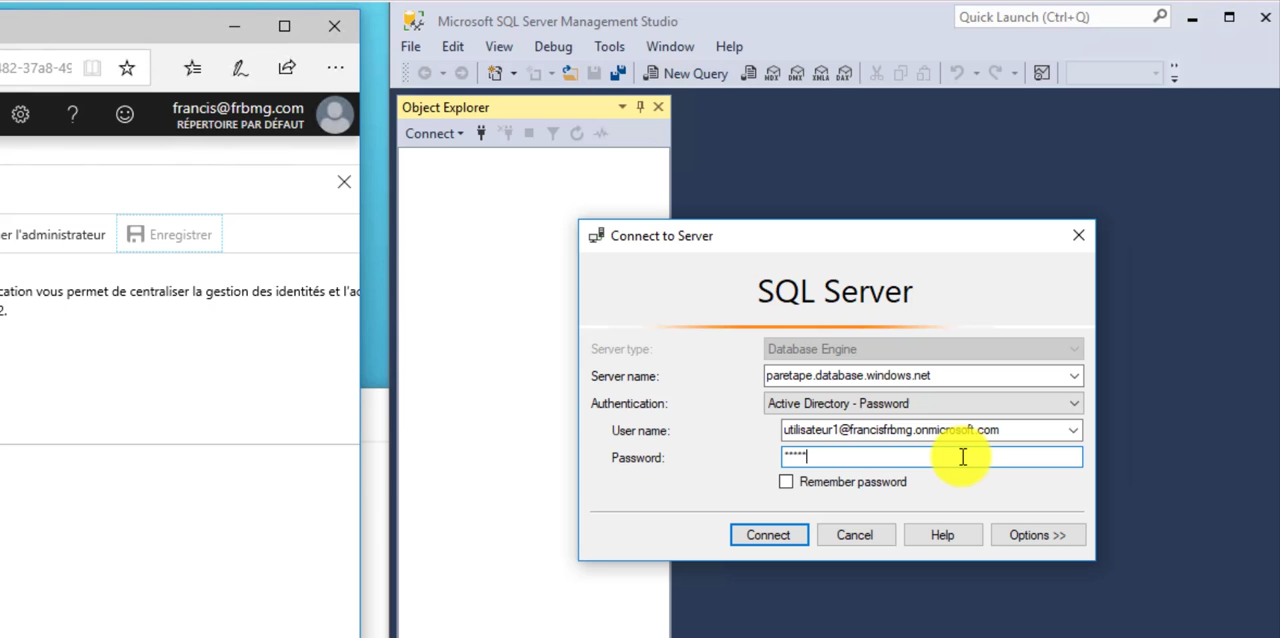 482-37a8-49
francis@frbmg.com
RÉPERTOIRE PAR DÉFAUT
er l'administrateur
Enregistrer
cation vous permet de centraliser la gestion des identités et l'ac
2.
Microsoft SQL Server Management Studio
Quick Launch (Ctrl+Q)
File Edit View Debug Tools Window Help
New Query
MDX
DMX
XMLA
DAX
Object Explorer
Connect
Connect to Server
SQL Server
Server type: Database Engine
Server name: paretape.database.windows.net
Authentication: Active Directory - Password
User name: utilisateur1@francisfrbmg.onmicrosoft.com
Password: *****
Remember password
Connect Cancel Help Options >>